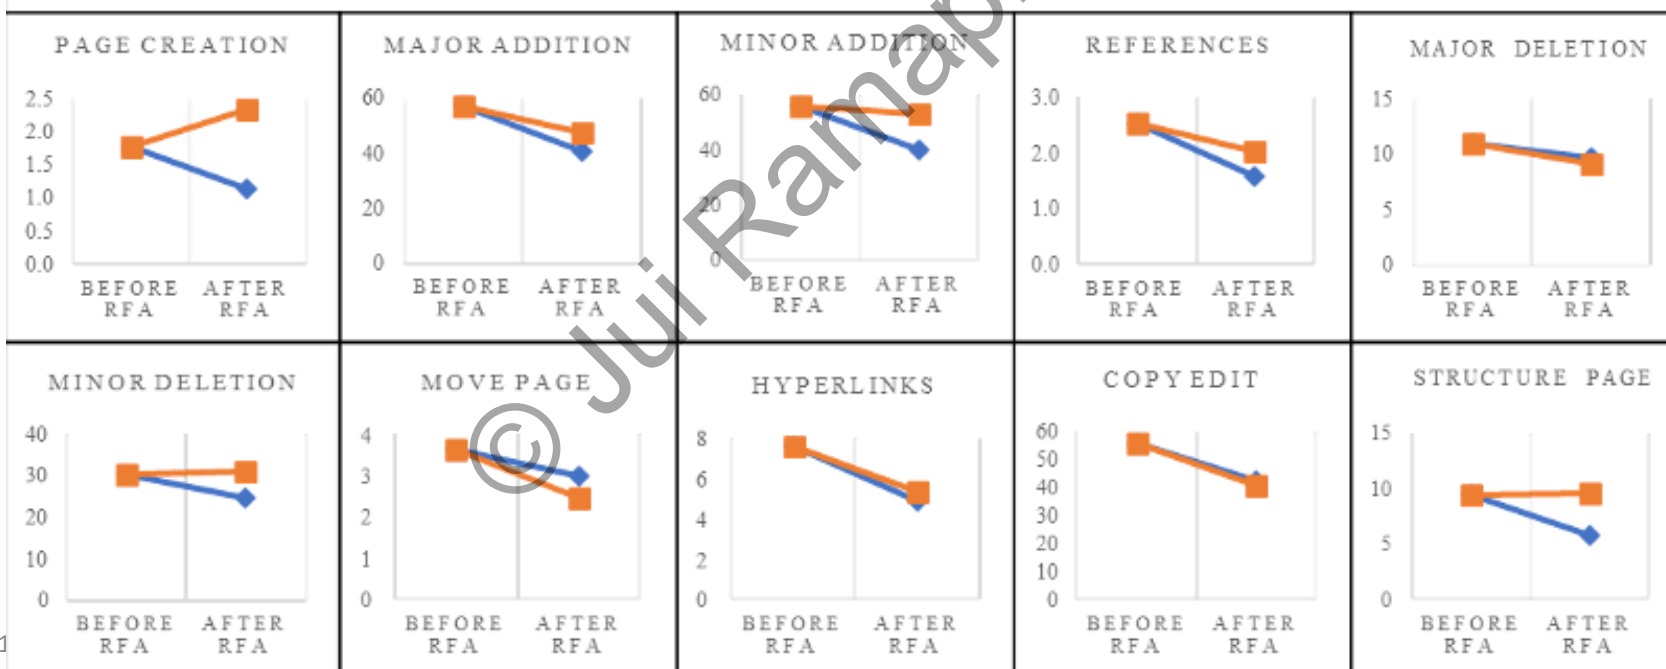 PAGE CREATION
2.5
2.0
1.5
1.0
0.5
0.0
BEFORE RFA
AFTER RFA
MAJOR ADDITION
60
40
20
0
BEFORE RFA
AFTER RFA
MINOR ADDITION
60
40
20
0
BEFORE RFA
AFTER RFA
REFERENCES
3.0
2.0
1.0
0.0
BEFORE RFA
AFTER RFA
MAJOR DELETION
15
10
5
0
BEFORE RFA
AFTER RFA
MINOR DELETION
40
30
20
10
0
BEFORE RFA
AFTER RFA
MOVE PAGE
4
3
2
1
0
BEFORE RFA
AFTER RFA
HYPERLINKS
8
6
4
2
0
BEFORE RFA
AFTER RFA
COPY EDIT
60
50
40
30
20
10
0
BEFORE RFA
AFTER RFA
STRUCTURE PAGE
15
10
5
0
BEFORE RFA
AFTER RFA
© Jui Ramap